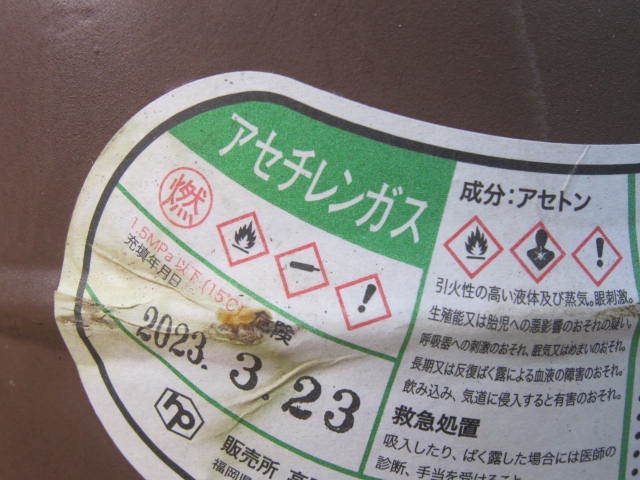 アセチレンガス
燃
1.5MPa以下(15℃)
充填年月日
危険
2023. 3. 23
hp
販売所
福岡県
成分：アセトン
引火性の高い液体及び蒸気。眼刺激。
生殖能又は胎児への悪影響のおそれの疑い。
呼吸器への刺激のおそれ、眠気又はめまいのおそれ。
長期又は反復ばく露による血液の障害のおそれ。
飲み込み、気道に侵入すると有害のおそれ。
救急処置
吸入したり、ばく露した場合には医師の
診断、手当を受けること